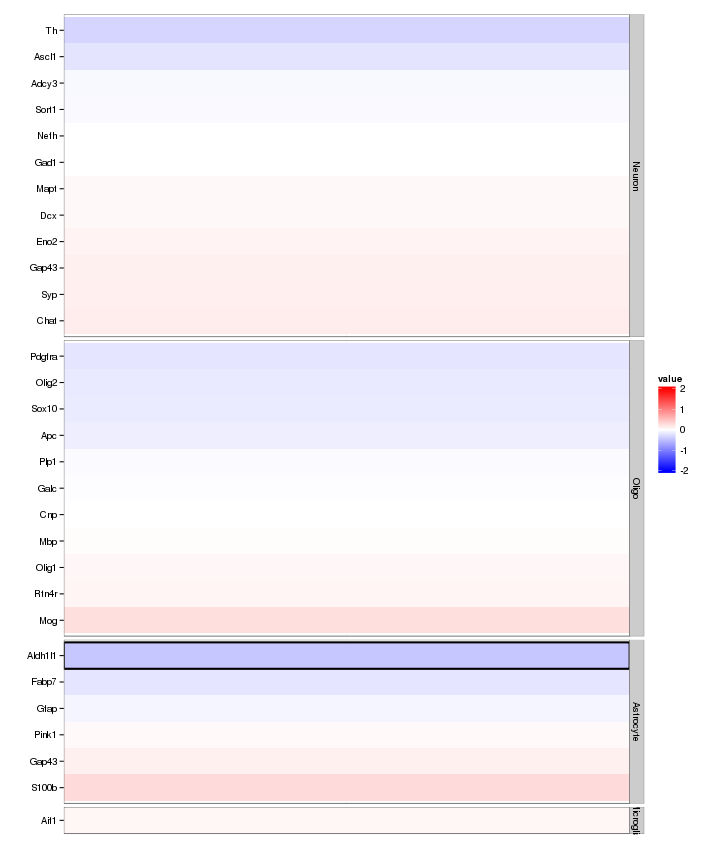 Th
Ascl1
Adcy3
Sort1
Nefh
Gad1
Mapt
Dcx
Eno2
Gap43
Syp
Chat
Neuron
Pdgfra
Olig2
Sox10
Apc
Plp1
Galc
Cnp
Mbp
Olig1
Rtn4r
Mog
Oligo
Aldh1l1
Fabp7
Gfap
Pink1
Gap43
S100b
Astrocyte
Aif1
value
2
1
0
-1
-2